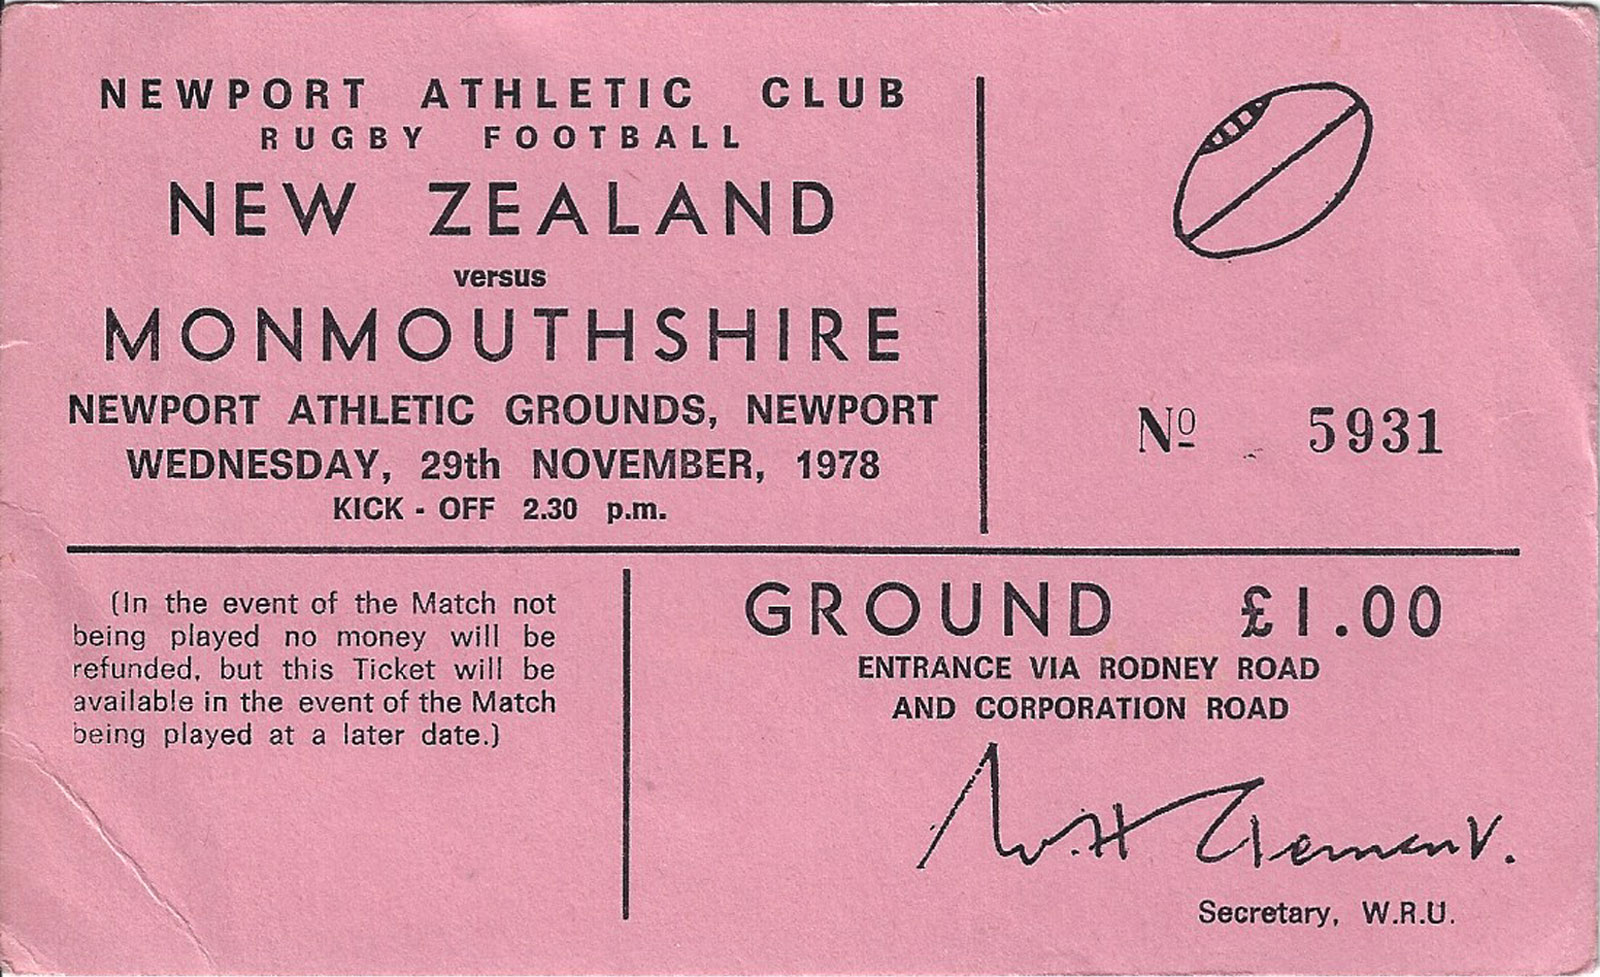 NEWPORT ATHLETIC CLUB
RUGBY FOOTBALL
NEW ZEALAND
versus
MONMOUTHSHIRE
NEWPORT ATHLETIC GROUNDS, NEWPORT
WEDNESDAY, 29th NOVEMBER, 1978
KICK - OFF 2.30 p.m.
Nº 5931
(In the event of the Match not
being played no money will be
refunded, but this Ticket will be
available in the event of the Match
being played at a later date.)
GROUND £1.00
ENTRANCE VIA RODNEY ROAD
AND CORPORATION ROAD
W.H Clement.
Secretary, W.R.U.